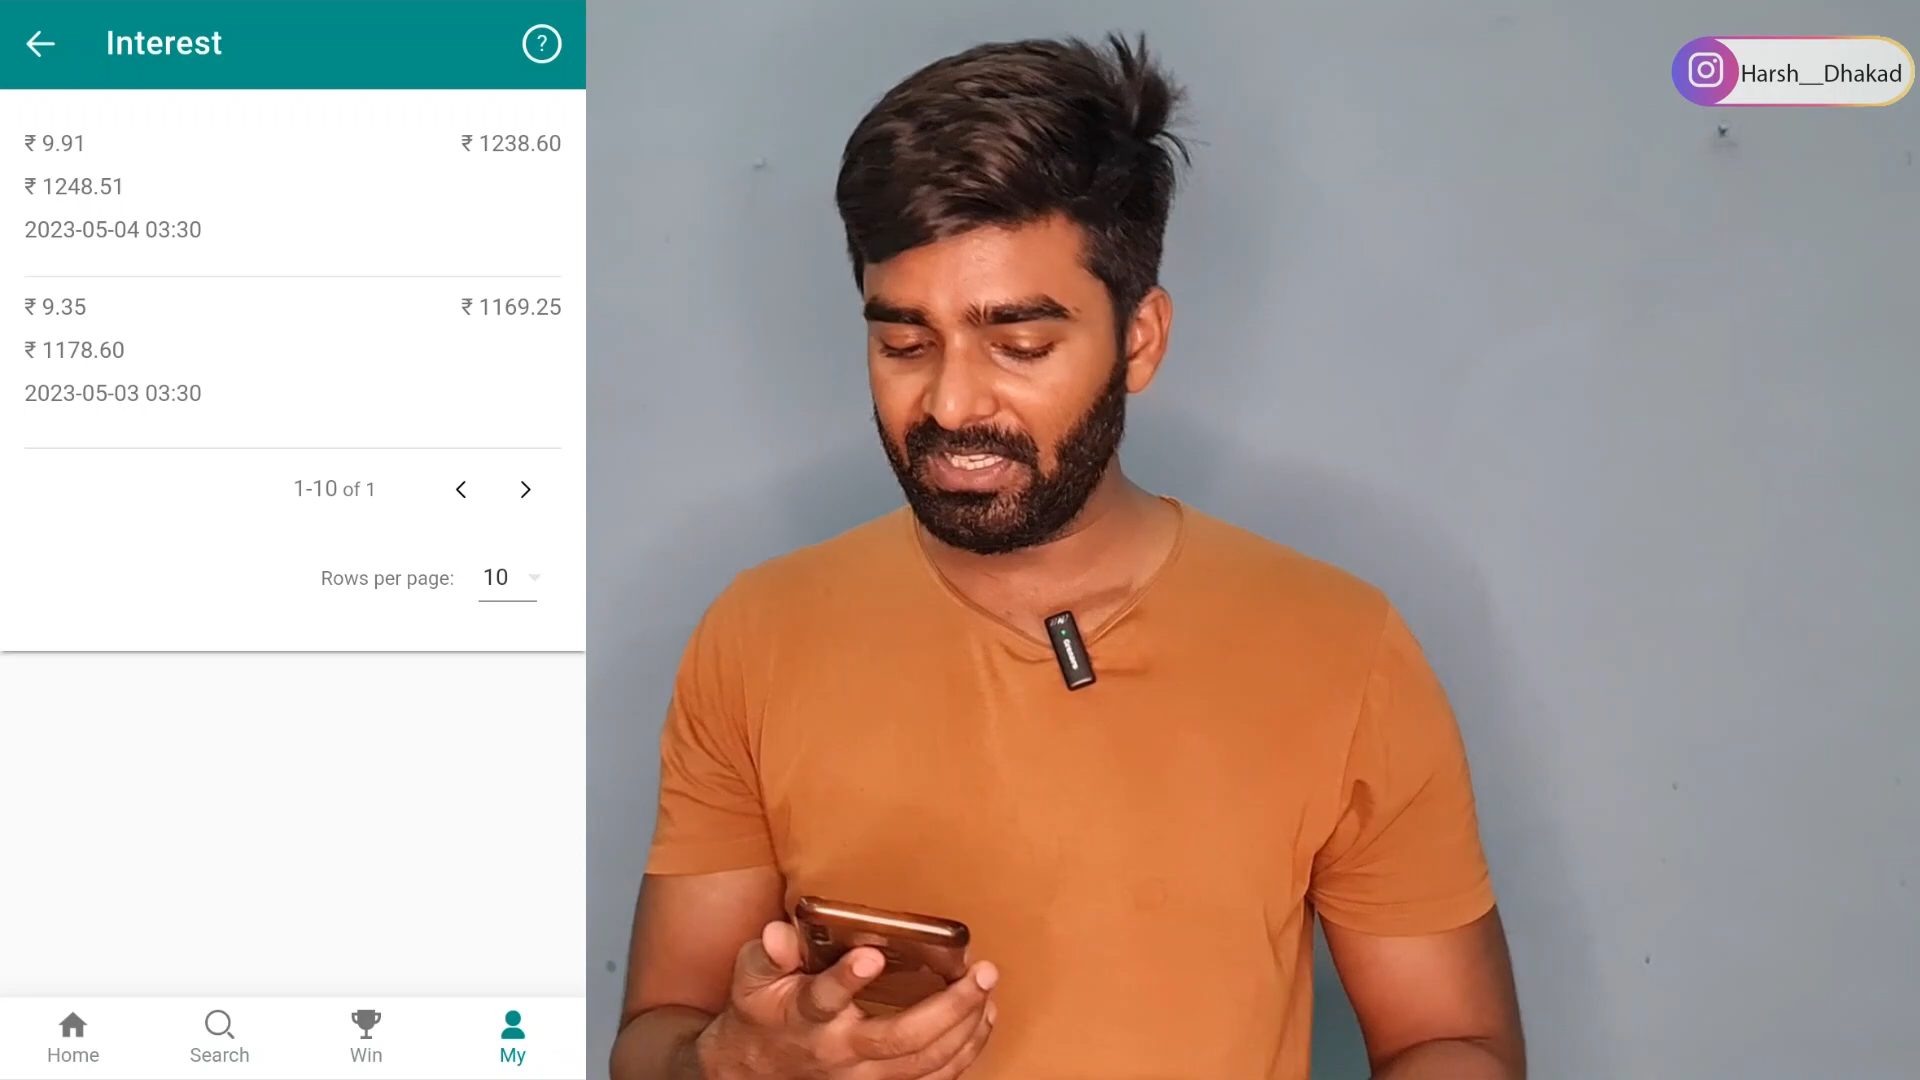 Interest
?
₹ 9.91 ₹ 1238.60
₹ 1248.51
2023-05-04 03:30
₹ 9.35 ₹ 1169.25
₹ 1178.60
2023-05-03 03:30
1-10 of 1
Rows per page: 10
Home Search Win My
Harsh__Dhakad